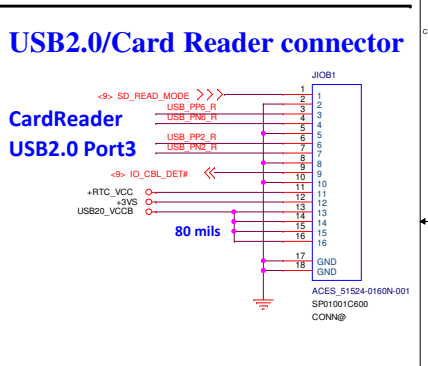 USB2.0/Card Reader connector
C
JIOB1
<9> SD_READ_MODE
1 1
2 2
USB_PP6_R 3 3
CardReader
USB_PN6_R 4 4
5 5
USB_PP2_R 6 6
USB2.0 Port3
USB_PN2_R 7 7
8 8
<9> IO_CBL_DET# 9 9
10 10
+RTC_VCC 11 11
+3VS 12 12
USB20_VCCB 13 13
14 14
80 mils 15 15
16 16
17 GND
18 GND
ACES_51524-0160N-001
SP01001C600
CONN@